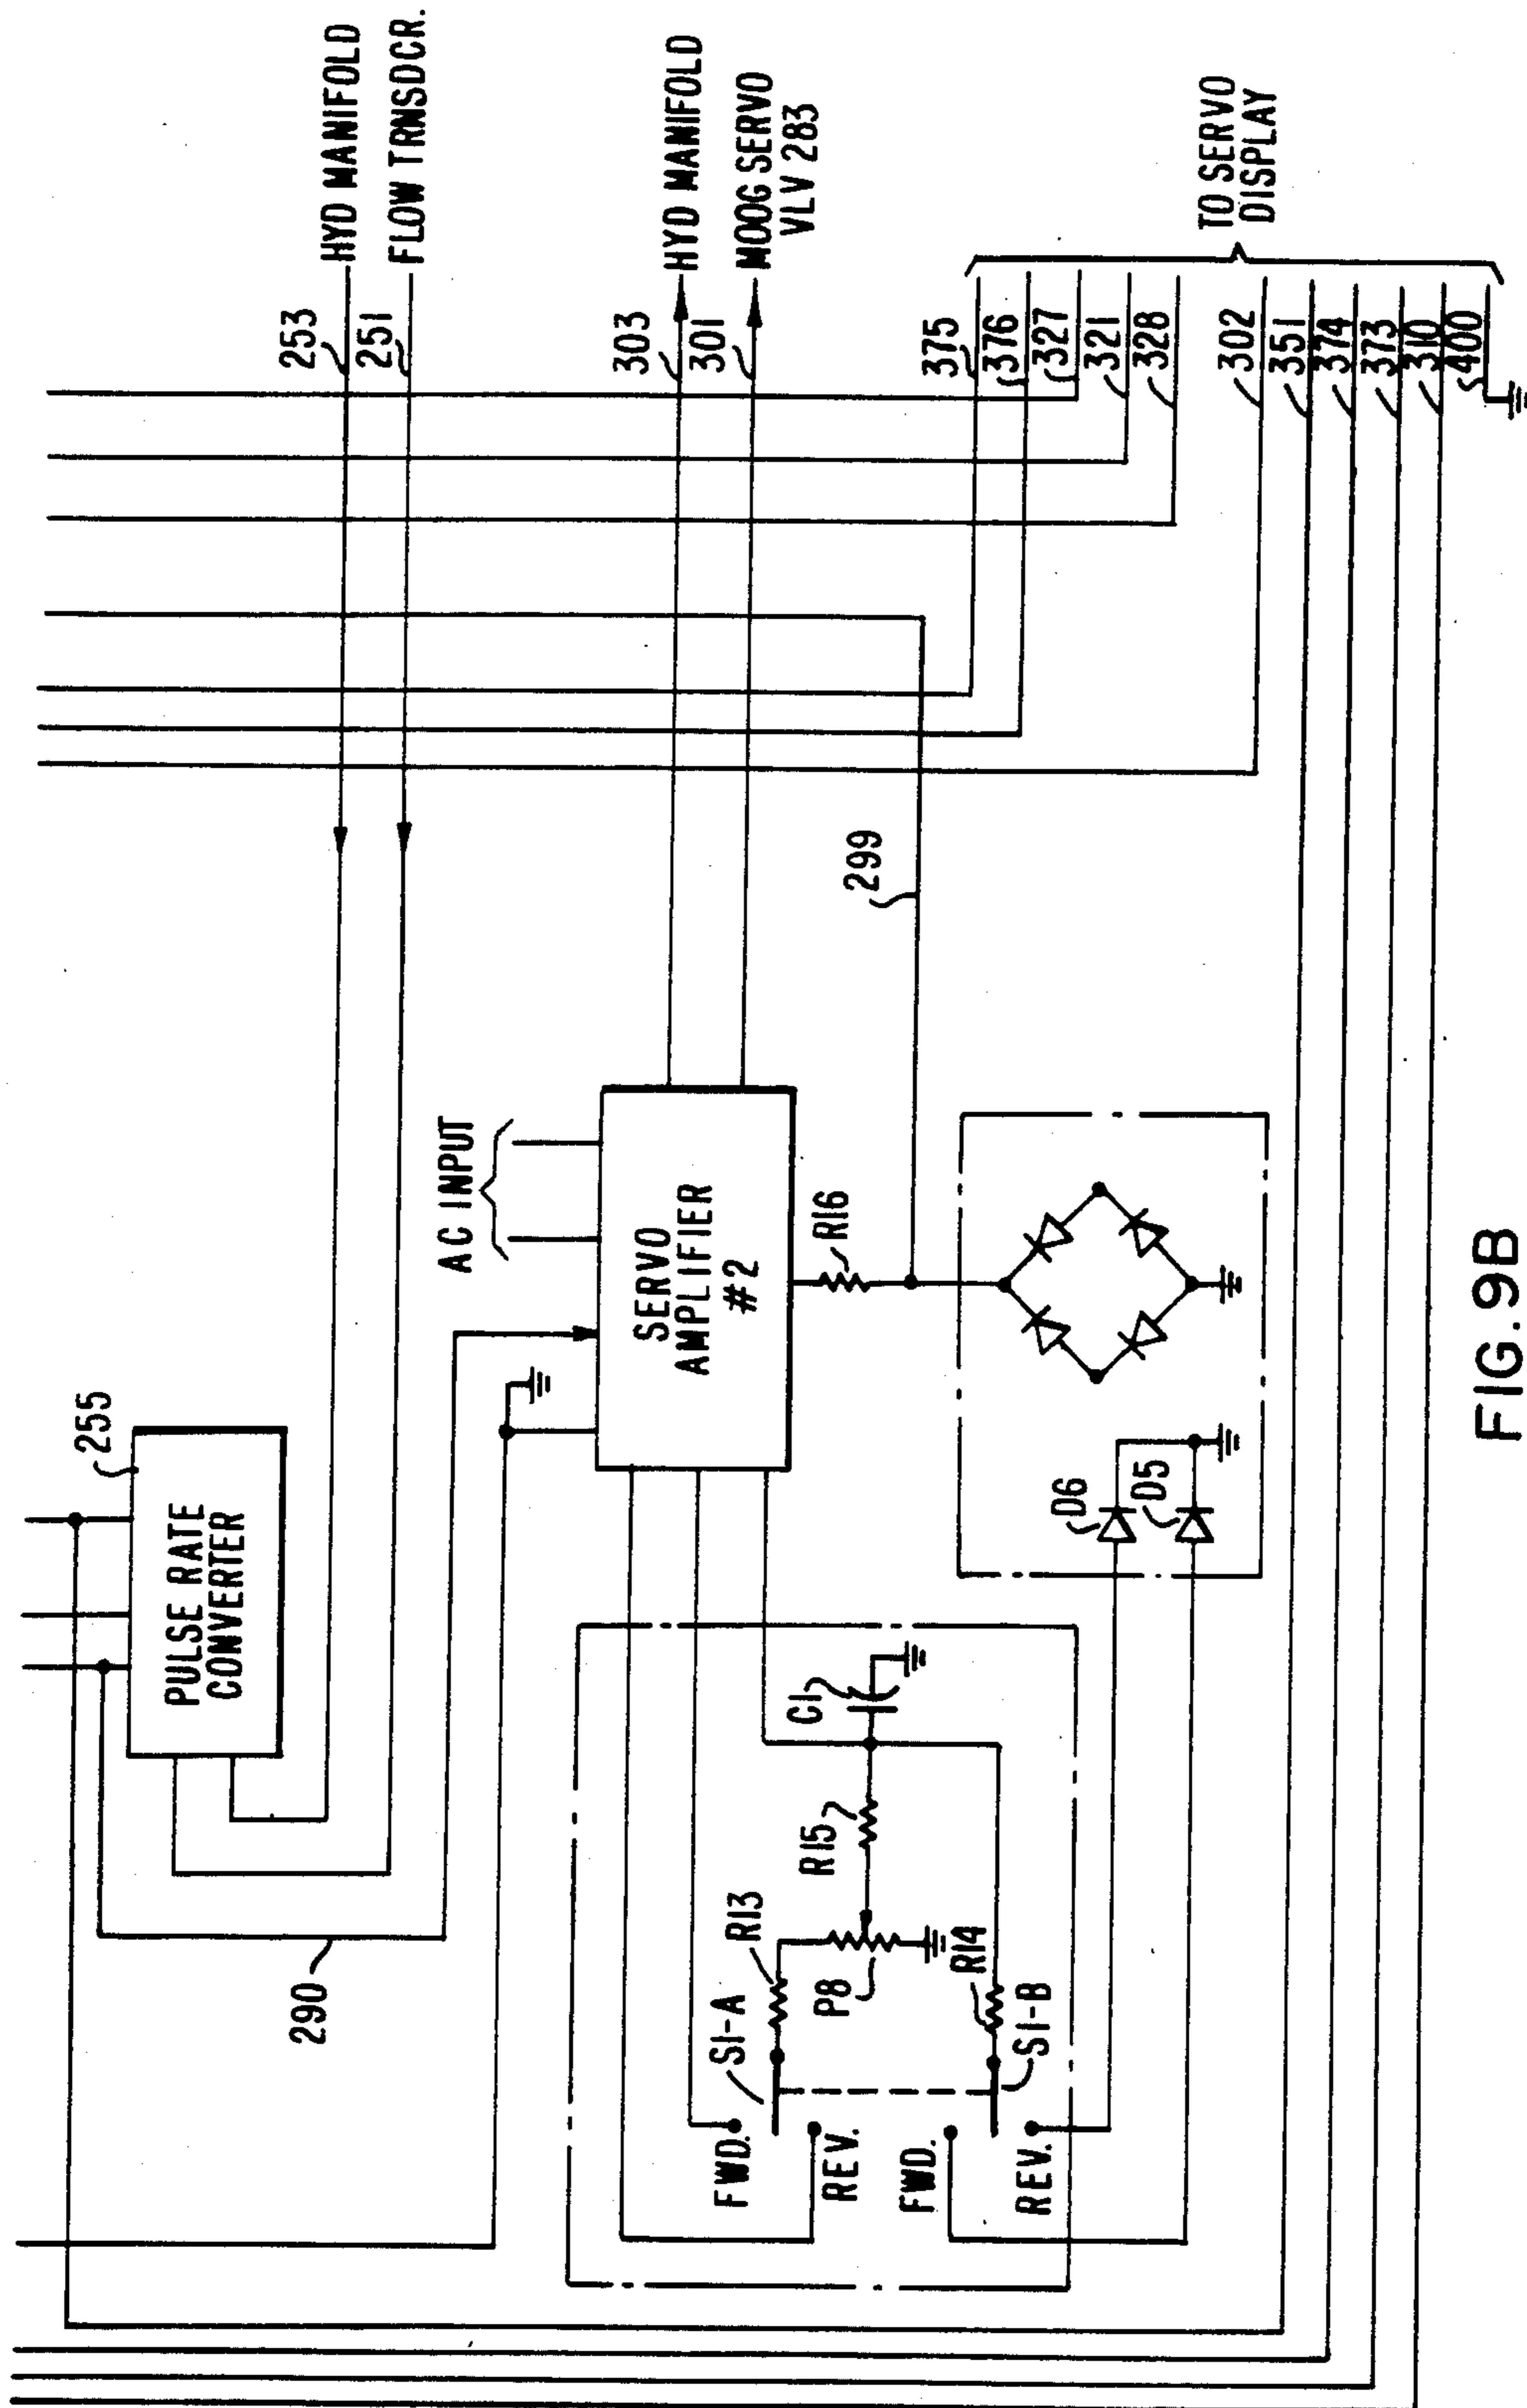 HYD MANIFOLD
253
FLOW TRNSDCR.
251
255
PULSE RATE
CONVERTER
290
AC INPUT
SERVO
AMPLIFIER
#2
303
HYD MANIFOLD
301
MOOG SERVO
VLV 283
R16
299
S1-A
R13
FWD.
REV.
P8
R15
C1
FWD.
REV.
R14
S1-B
D6
D5
375
376
327
321
328
302
351
374
373
310
400
TO SERVO
DISPLAY
FIG. 9B